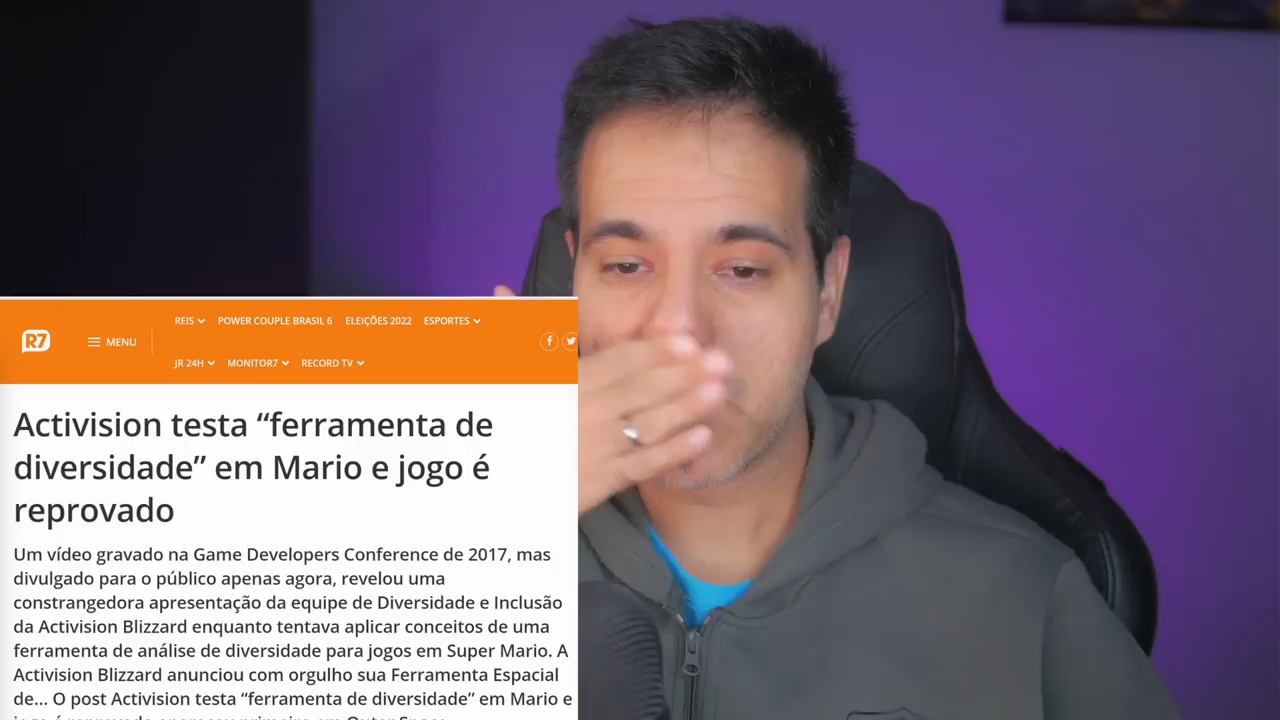 REIS POWER COUPLE BRASIL 6 ELEIÇÕES 2022 ESPORTES
R7 MENU
JR 24H MONITOR7 RECORD TV
Activision testa “ferramenta de
diversidade” em Mario e jogo é
reprovado
Um vídeo gravado na Game Developers Conference de 2017, mas
divulgado para o público apenas agora, revelou uma
constrangedora apresentação da equipe de Diversidade e Inclusão
da Activision Blizzard enquanto tentava aplicar conceitos de uma
ferramenta de análise de diversidade para jogos em Super Mario. A
Activision Blizzard anunciou com orgulho sua Ferramenta Espacial
de... O post Activision testa “ferramenta de diversidade” em Mario e